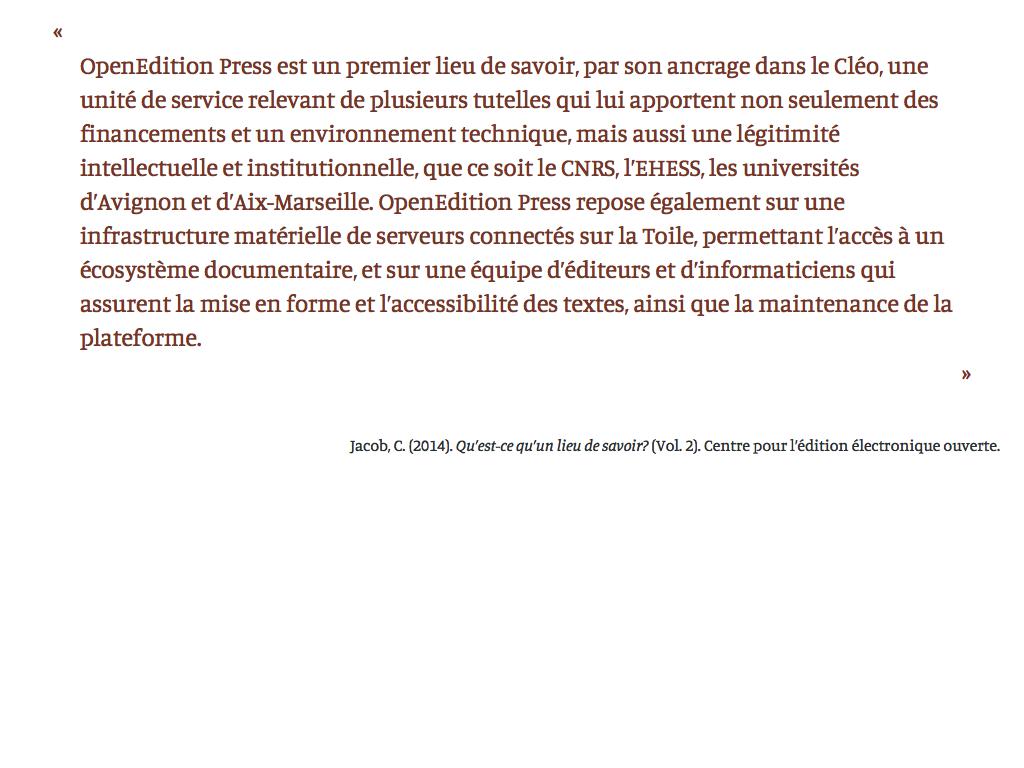 «
OpenEdition Press est un premier lieu de savoir, par son ancrage dans le Cléo, une
unité de service relevant de plusieurs tutelles qui lui apportent non seulement des
financements et un environnement technique, mais aussi une légitimité
intellectuelle et institutionnelle, que ce soit le CNRS, l’EHESS, les universités
d’Avignon et d’Aix-Marseille. OpenEdition Press repose également sur une
infrastructure matérielle de serveurs connectés sur la Toile, permettant l’accès à un
écosystème documentaire, et sur une équipe d’éditeurs et d’informaticiens qui
assurent la mise en forme et l’accessibilité des textes, ainsi que la maintenance de la
plateforme.
»
Jacob, C. (2014). Qu’est-ce qu’un lieu de savoir? (Vol. 2). Centre pour l’édition électronique ouverte.